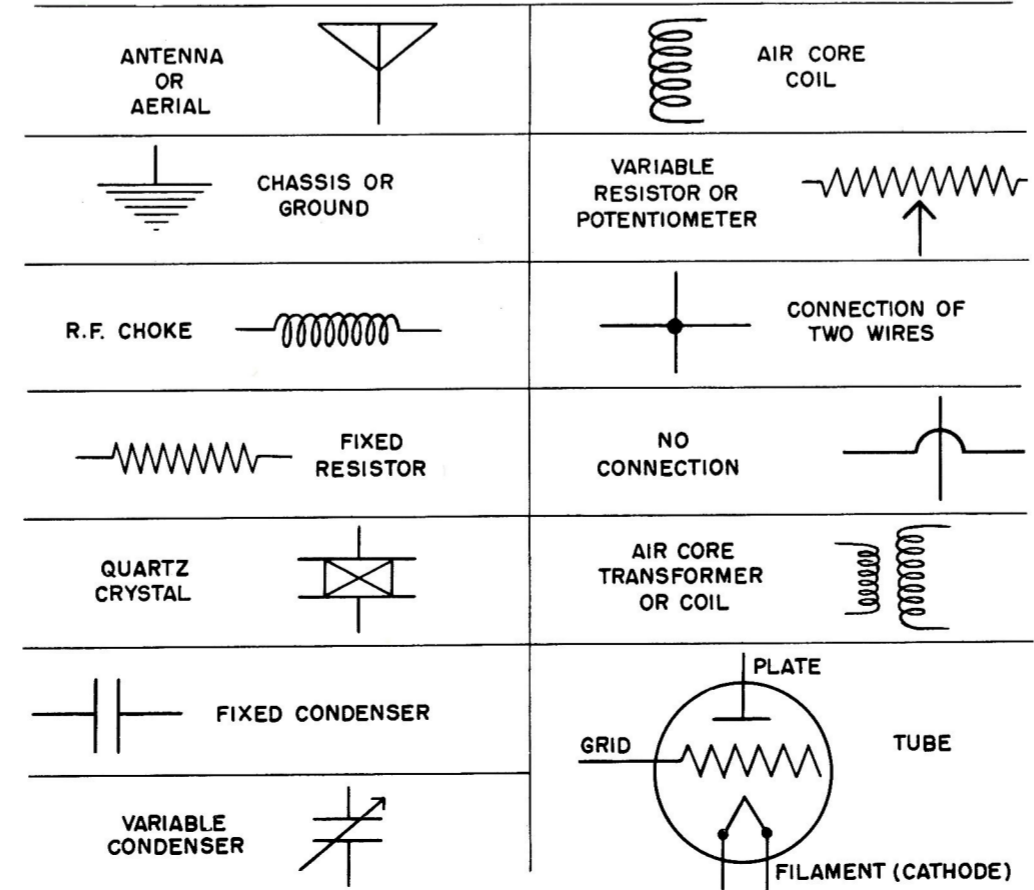 ANTENNA
OR
AERIAL
AIR CORE
COIL
CHASSIS OR
GROUND
VARIABLE
RESISTOR OR
POTENTIOMETER
R.F. CHOKE
CONNECTION OF
TWO WIRES
FIXED
RESISTOR
NO
CONNECTION
QUARTZ
CRYSTAL
AIR CORE
TRANSFORMER
OR COIL
FIXED CONDENSER
PLATE
GRID
TUBE
VARIABLE
CONDENSER
FILAMENT (CATHODE)